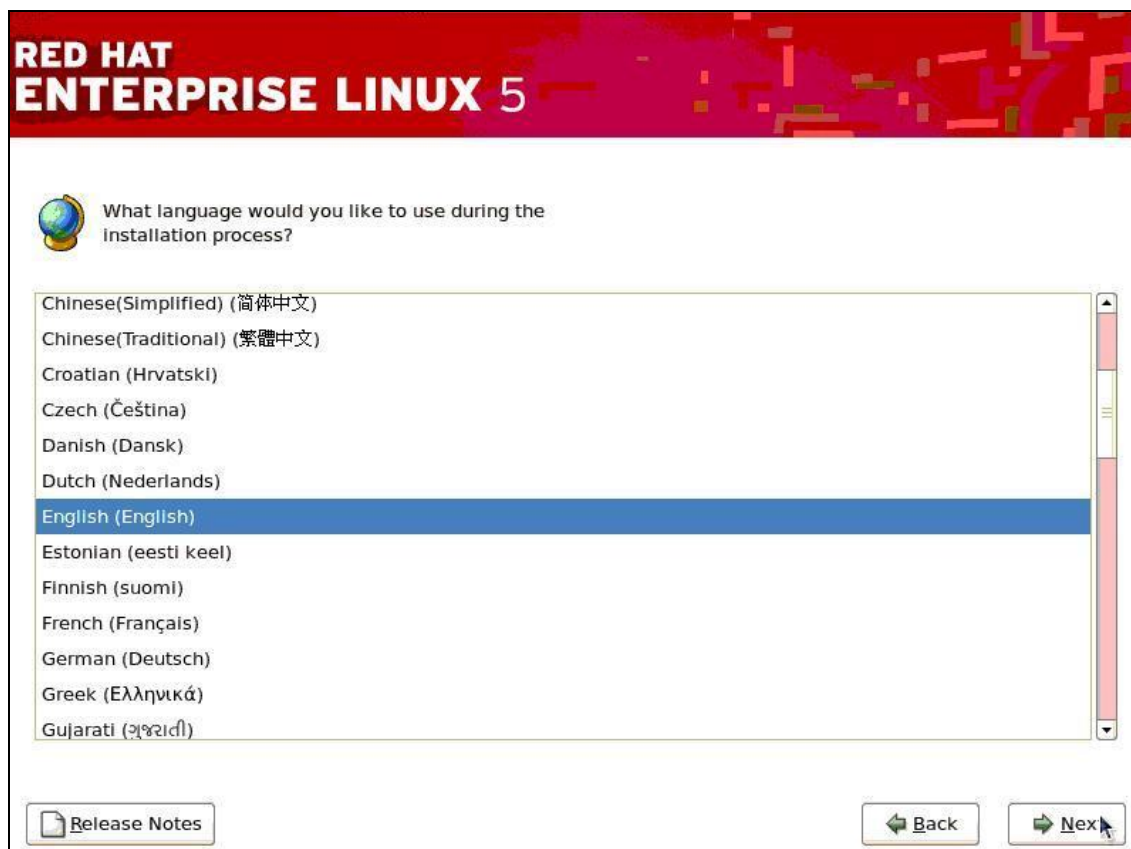 RED HAT
ENTERPRISE LINUX 5
What language would you like to use during the
installation process?
Chinese(Simplified) (简体中文)
Chinese(Traditional) (繁體中文)
Croatian (Hrvatski)
Czech (Čeština)
Danish (Dansk)
Dutch (Nederlands)
English (English)
Estonian (eesti keel)
Finnish (suomi)
French (Français)
German (Deutsch)
Greek (Ελληνικά)
Gujarati (ગુજરાતી)
Release Notes
Back
Next